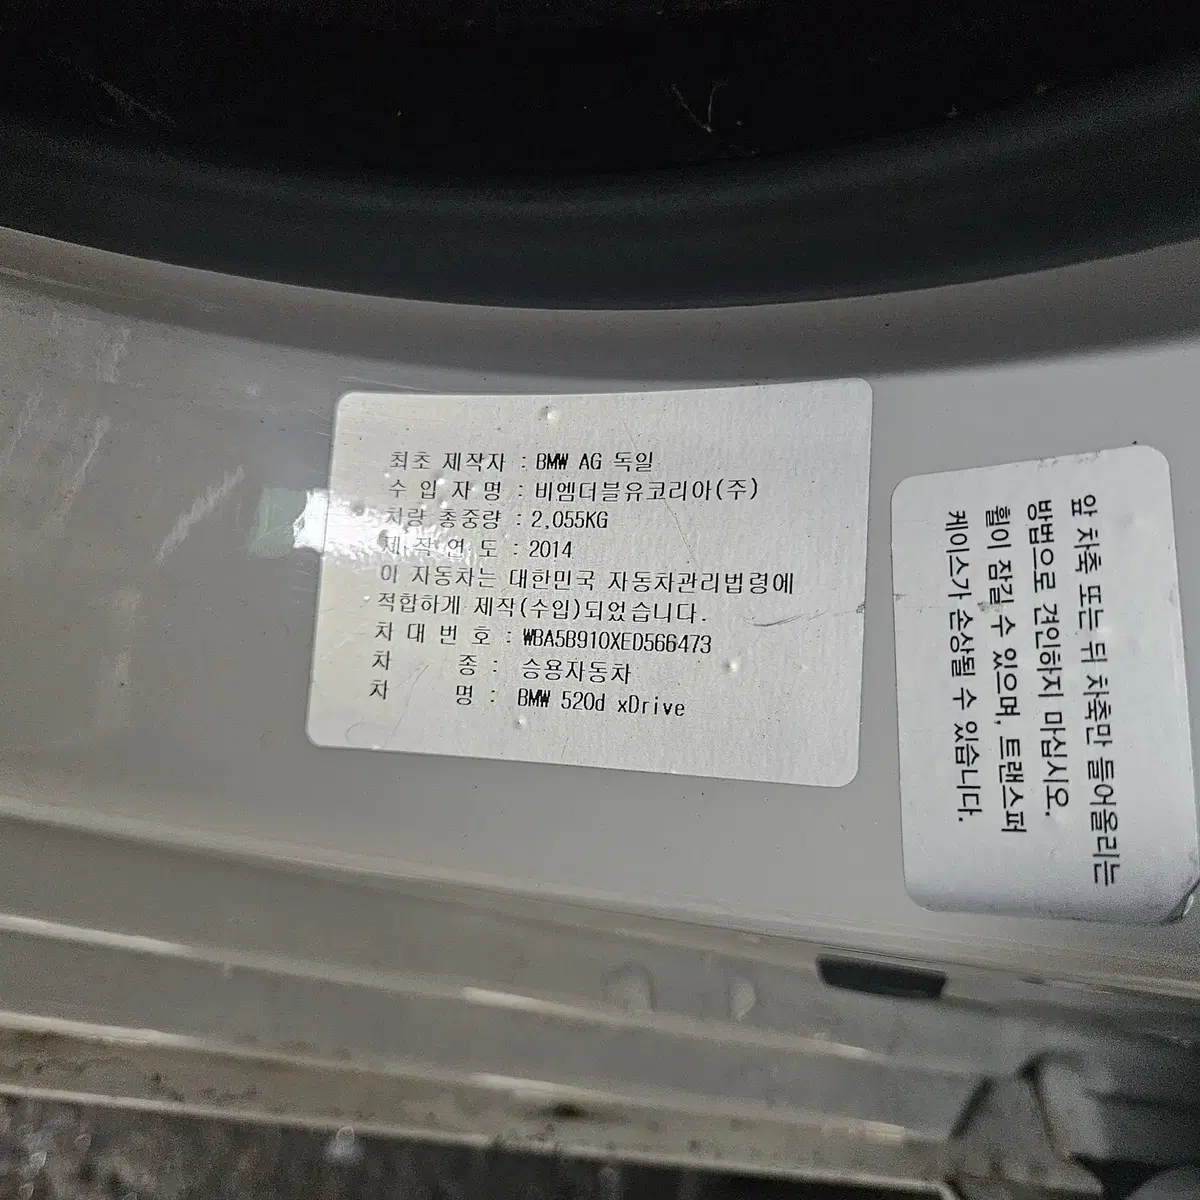 최초 제작자 : BMW AG 독일
수 입 자 명 : 비엠더블유코리아(주)
차량 총중량 : 2,055KG
제 작 연 도 : 2014
이 자동차는 대한민국 자동차관리법령에
적합하게 제작(수입)되었습니다.
차 대 번 호 : WBA5B910XED566473
차 종 : 승용자동차
차 명 : BMW 520d xDrive
앞 차축 또는 뒤 차축만 들어올리는
방법으로 견인하지 마십시오.
휠이 잠길 수 있으며, 트랜스퍼
케이스가 손상될 수 있습니다.